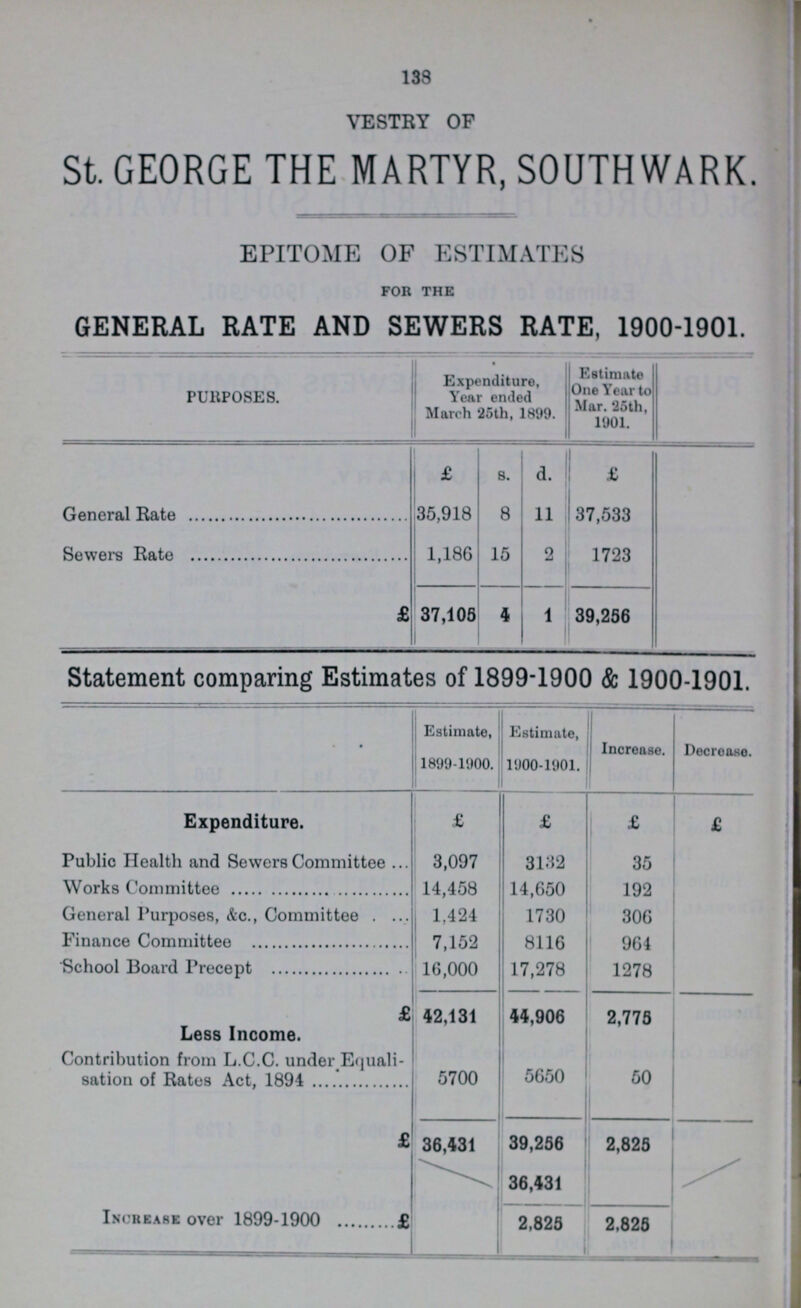 138
VESTRY OF
St. GEORGE THE MARTYR, SOUTHWARK.
EPITOME OF ESTIMATES
FOR THE
GENERAL RATE AND SEWERS RATE, 1900-1901.
PURPOSES. Expenditure, Year ended March 25th, 1899. Estimate One Year to Mar. 25th, 1901.
£ s. d. £
General Rate ........ 35,918 8 11 37,533
Sewers Rate ........ 1,186 15 2 1723
£ 37,105 4 1 39,256
Statement comparing Estimates of 1899-1900 & 1900-1901.
Estimate, 1899-1900. Estimate, 1900-1901. Increase. Decrease.
Expenditure. £ £ £ £
Public Health and Sewers Committee ... 3,097 3132 35
Works Committee ........ 14,458 14,650 192
General Purposes, &c., Committee . ... 1,424 1730 306
Finance Committee ........ 7,152 8116 964
School Board Precept ........ 16,000 17,278 1278
£ 42,131 44,906 2,775
Less Income.
Contribution from L.C.C. under Equali-
sation of Rates Act, 1894 ........ 5700 5650 50
£ 36,431 39,256 2,825
36,431
INCREASE over 1899-1900 .........£ 2,825 2,825